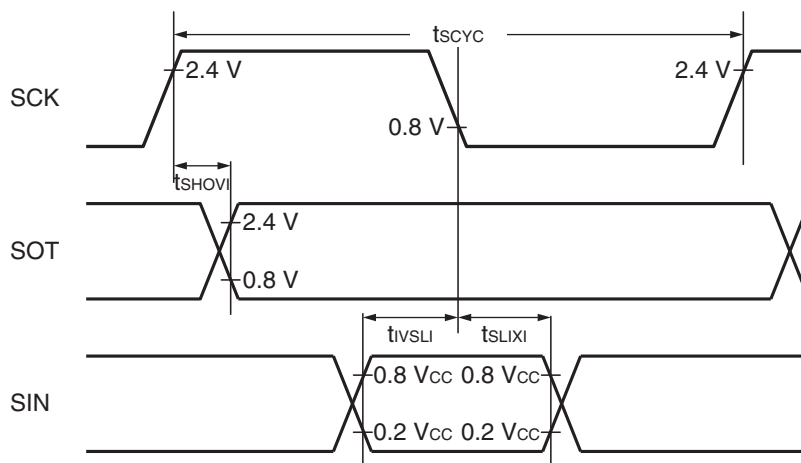 tSCYC
SCK
2.4 V
0.8 V
2.4 V
tSHOVI
SOT
2.4 V
0.8 V
tIVSLI
tSLIXI
SIN
0.8 VCC
0.8 VCC
0.2 VCC
0.2 VCC